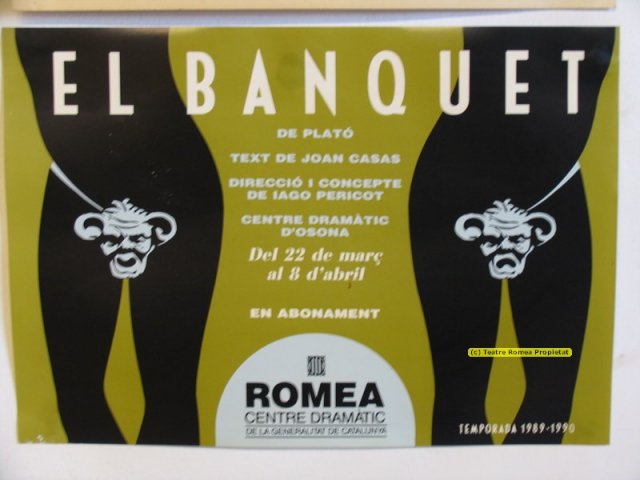 EL BANQUET
DE PLATÓ
TEXT DE JOAN CASAS
DIRECCIÓ I CONCEPTE
DE IAGO PERICOT
CENTRE DRAMÀTIC
D'OSONA
Del 22 de març
al 8 d'abril
EN ABONAMENT
(c) Teatre Romea Propietat
ROMEA
CENTRE DRAMÀTIC
DE LA GENERALITAT DE CATALUNYA
TEMPORADA 1989-1990